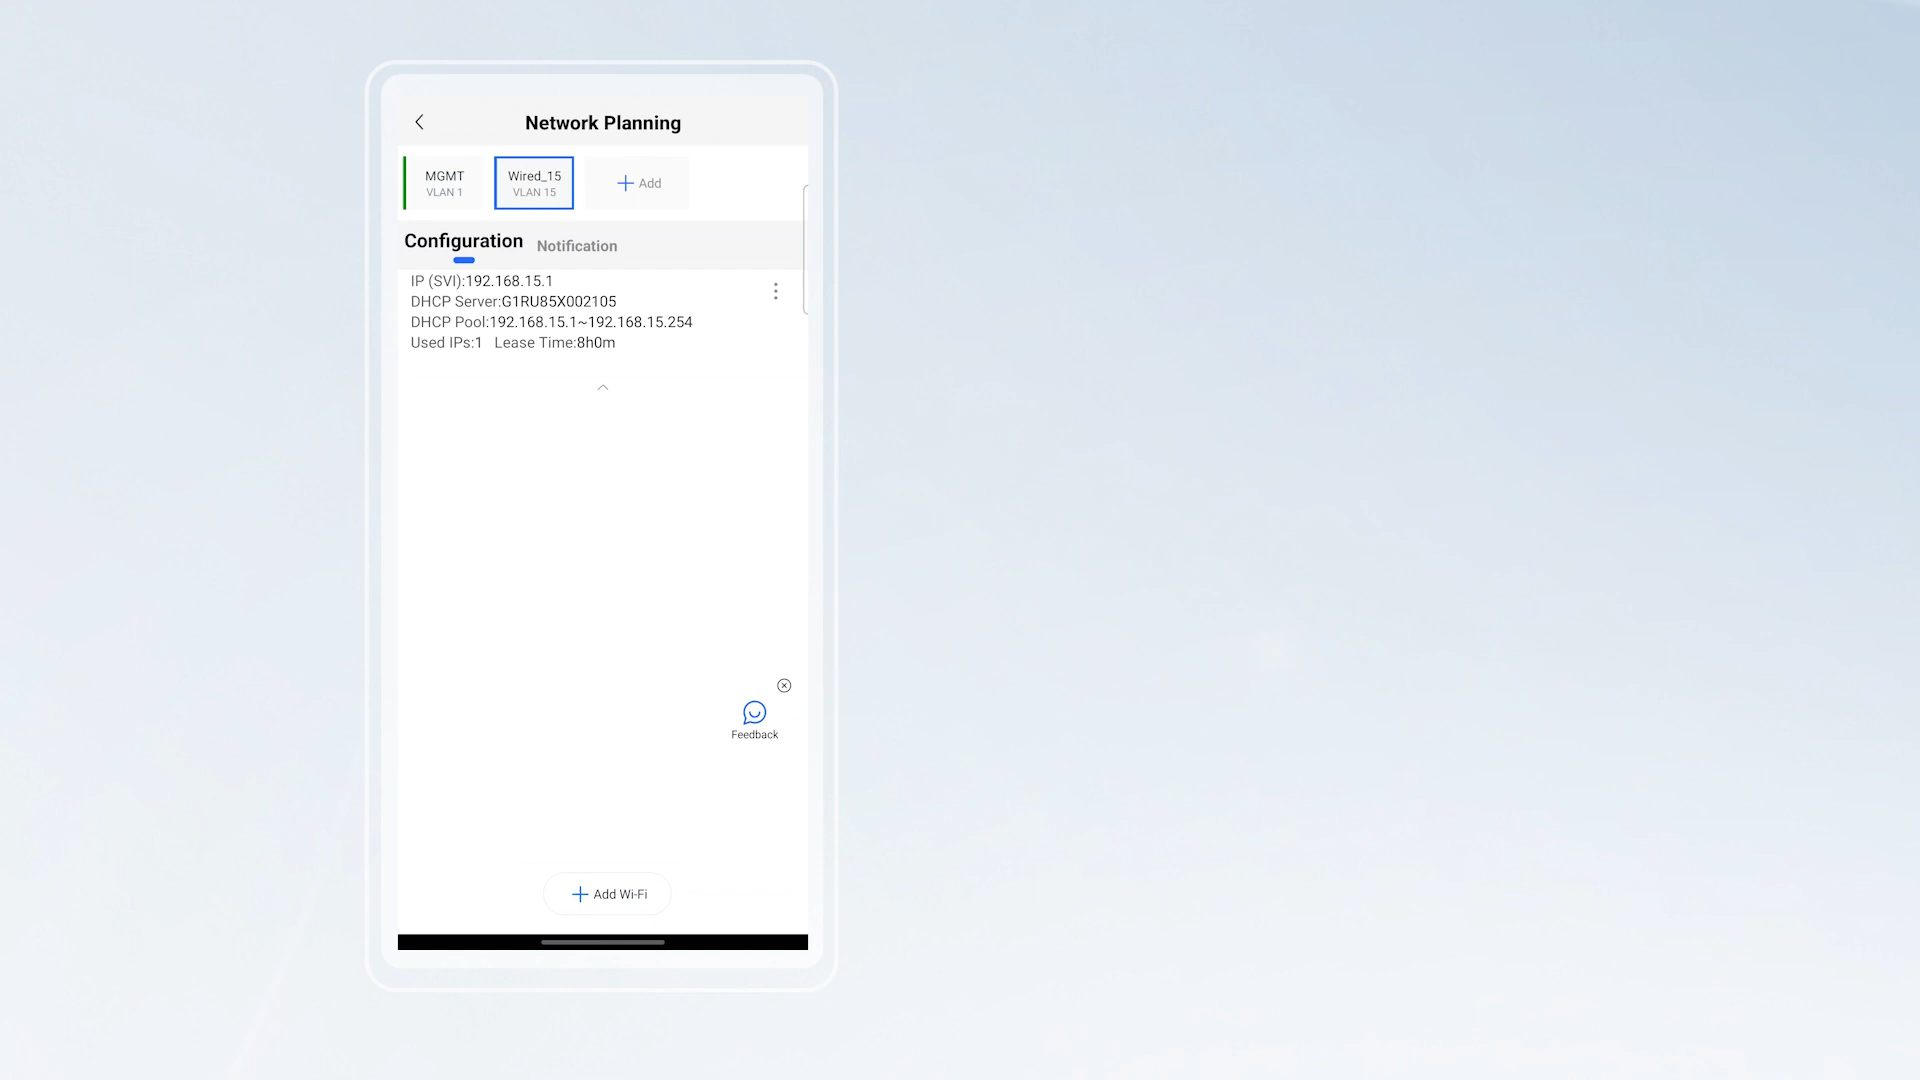 Network Planning
MGMT
VLAN 1
Wired_15
VLAN 15
Add
Configuration
Notification
IP (SVI):192.168.15.1
DHCP Server:G1RU85X002105
DHCP Pool:192.168.15.1~192.168.15.254
Used IPs:1 Lease Time:8h0m
Feedback
Add Wi-Fi